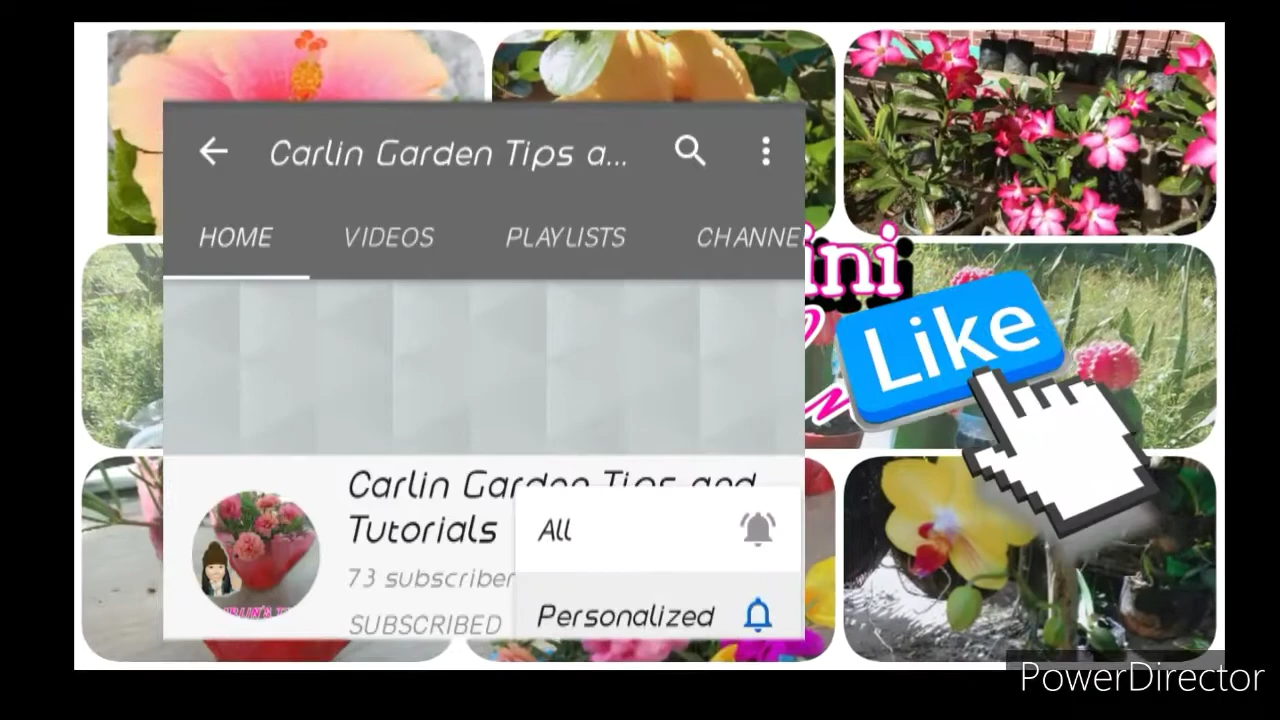 Carlin Garden Tips a...
HOME VIDEOS PLAYLISTS CHANNE
ini
Like
Carlin Garden Tips and
Tutorials
All
73 subscriber
Personalized
SUBSCRIBED
PowerDirector